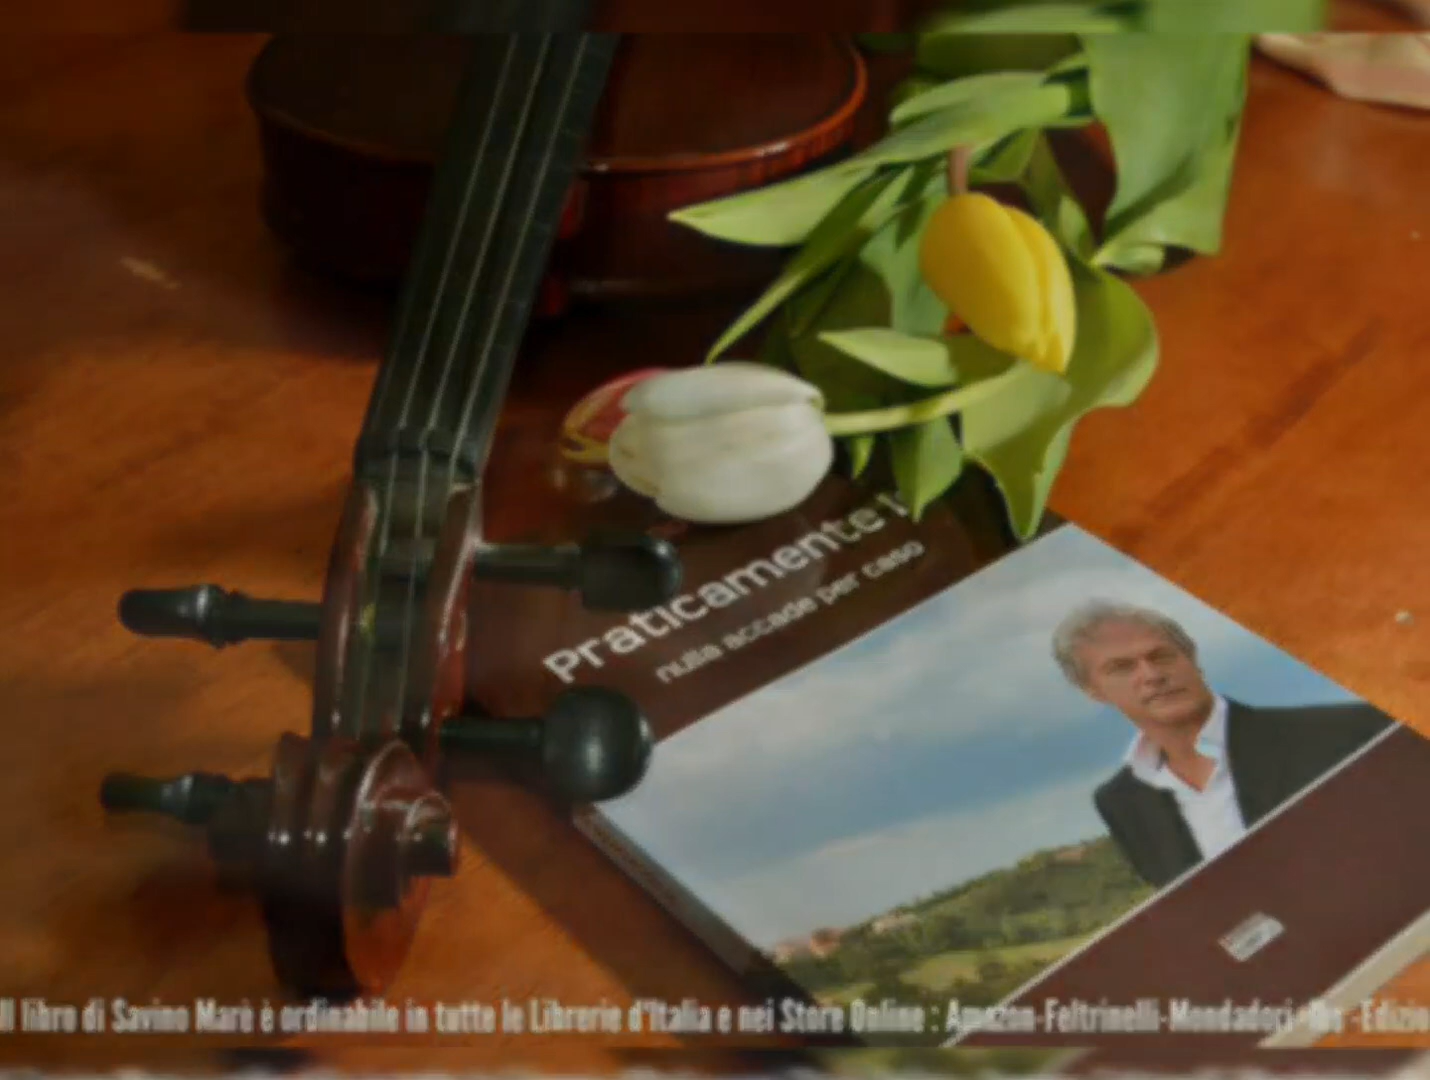 Praticamente
nulla accade per caso
Il libro di Savino Marè è ordinabile in tutte le Librerie d'Italia e nei Store Online : Amazon-Feltrinelli-Mondadori